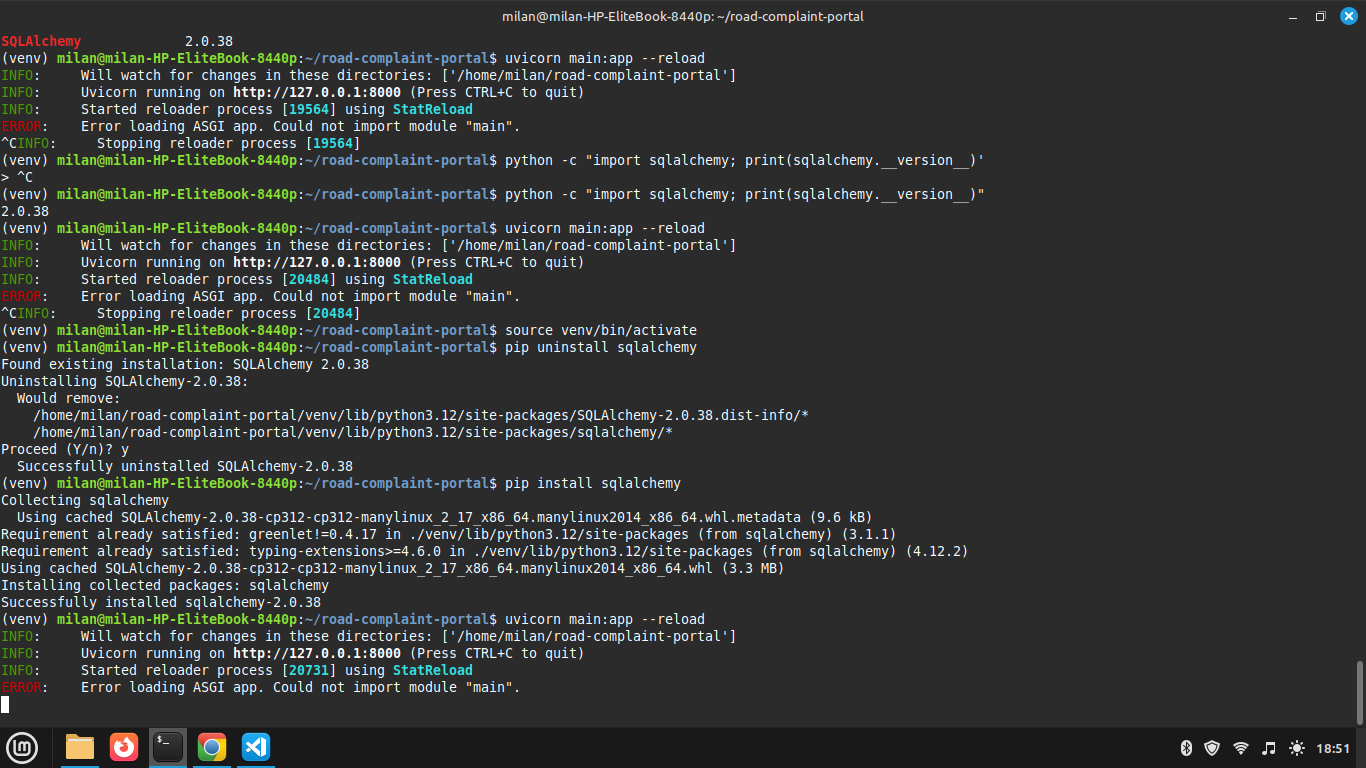 milan@milan-HP-EliteBook-8440p: ~/road-complaint-portal
SQLAlchemy             2.0.38
(venv) milan@milan-HP-EliteBook-8440p:~/road-complaint-portal$ uvicorn main:app --reload
INFO:     Will watch for changes in these directories: ['/home/milan/road-complaint-portal']
INFO:     Uvicorn running on http://127.0.0.1:8000 (Press CTRL+C to quit)
INFO:     Started reloader process [19564] using StatReload
ERROR:    Error loading ASGI app. Could not import module "main".
^CINFO:     Stopping reloader process [19564]
(venv) milan@milan-HP-EliteBook-8440p:~/road-complaint-portal$ python -c "import sqlalchemy; print(sqlalchemy.__version__)'
> ^C
(venv) milan@milan-HP-EliteBook-8440p:~/road-complaint-portal$ python -c "import sqlalchemy; print(sqlalchemy.__version__)"
2.0.38
(venv) milan@milan-HP-EliteBook-8440p:~/road-complaint-portal$ uvicorn main:app --reload
INFO:     Will watch for changes in these directories: ['/home/milan/road-complaint-portal']
INFO:     Uvicorn running on http://127.0.0.1:8000 (Press CTRL+C to quit)
INFO:     Started reloader process [20484] using StatReload
ERROR:    Error loading ASGI app. Could not import module "main".
^CINFO:     Stopping reloader process [20484]
(venv) milan@milan-HP-EliteBook-8440p:~/road-complaint-portal$ source venv/bin/activate
(venv) milan@milan-HP-EliteBook-8440p:~/road-complaint-portal$ pip uninstall sqlalchemy
Found existing installation: SQLAlchemy 2.0.38
Uninstalling SQLAlchemy-2.0.38:
  Would remove:
    /home/milan/road-complaint-portal/venv/lib/python3.12/site-packages/SQLAlchemy-2.0.38.dist-info/*
    /home/milan/road-complaint-portal/venv/lib/python3.12/site-packages/sqlalchemy/*
Proceed (Y/n)? y
  Successfully uninstalled SQLAlchemy-2.0.38
(venv) milan@milan-HP-EliteBook-8440p:~/road-complaint-portal$ pip install sqlalchemy
Collecting sqlalchemy
  Using cached SQLAlchemy-2.0.38-cp312-cp312-manylinux_2_17_x86_64.manylinux2014_x86_64.whl.metadata (9.6 kB)
Requirement already satisfied: greenlet!=0.4.17 in ./venv/lib/python3.12/site-packages (from sqlalchemy) (3.1.1)
Requirement already satisfied: typing-extensions>=4.6.0 in ./venv/lib/python3.12/site-packages (from sqlalchemy) (4.12.2)
Using cached SQLAlchemy-2.0.38-cp312-cp312-manylinux_2_17_x86_64.manylinux2014_x86_64.whl (3.3 MB)
Installing collected packages: sqlalchemy
Successfully installed sqlalchemy-2.0.38
(venv) milan@milan-HP-EliteBook-8440p:~/road-complaint-portal$ uvicorn main:app --reload
INFO:     Will watch for changes in these directories: ['/home/milan/road-complaint-portal']
INFO:     Uvicorn running on http://127.0.0.1:8000 (Press CTRL+C to quit)
INFO:     Started reloader process [20731] using StatReload
ERROR:    Error loading ASGI app. Could not import module "main".
18:51